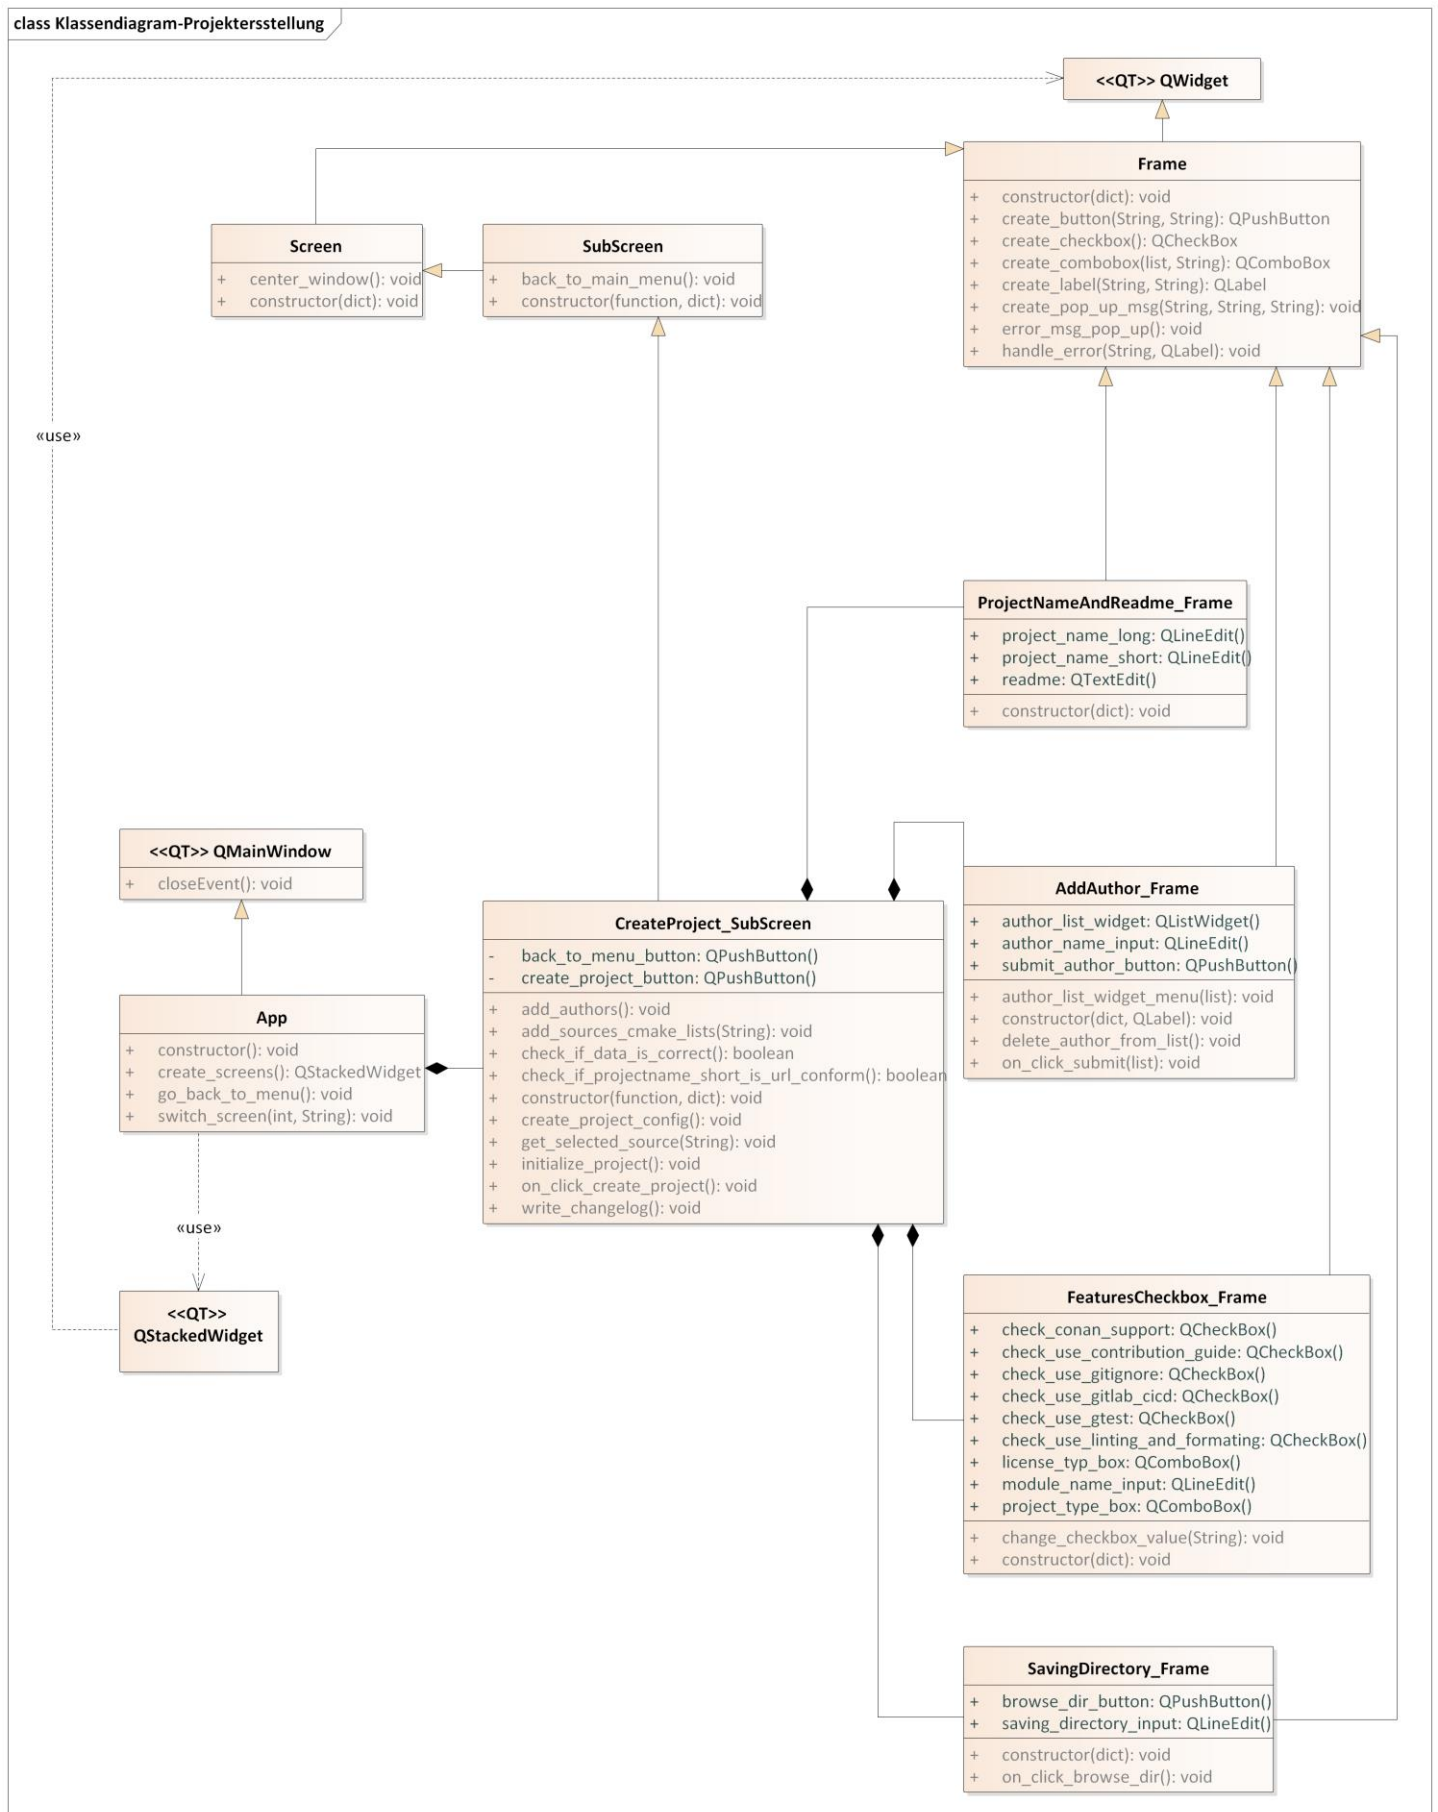 class Klassendiagram-Projektersstellung
<<QT>> QWidget
Frame
+ constructor(dict): void
+ create_button(String, String): QPushButton
+ create_checkbox(): QCheckBox
+ create_combobox(list, String): QComboBox
+ create_label(String, String): QLabel
+ create_pop_up_msg(String, String, String): void
+ error_msg_pop_up(): void
+ handle_error(String, QLabel): void
Screen
+ center_window(): void
+ constructor(dict): void
SubScreen
+ back_to_main_menu(): void
+ constructor(function, dict): void
«use»
ProjectNameAndReadme_Frame
+ project_name_long: QLineEdit()
+ project_name_short: QLineEdit()
+ readme: QTextEdit()
+ constructor(dict): void
<<QT>> QMainWindow
+ closeEvent(): void
AddAuthor_Frame
+ author_list_widget: QListWidget()
+ author_name_input: QLineEdit()
+ submit_author_button: QPushButton()
+ author_list_widget_menu(list): void
+ constructor(dict, QLabel): void
+ delete_author_from_list(): void
+ on_click_submit(list): void
CreateProject_SubScreen
- back_to_menu_button: QPushButton()
- create_project_button: QPushButton()
+ add_authors(): void
+ add_sources_cmake_lists(String): void
+ check_if_data_is_correct(): boolean
+ check_if_projectname_short_is_url_conform(): boolean
+ constructor(function, dict): void
+ create_project_config(): void
+ get_selected_source(String): void
+ initialize_project(): void
+ on_click_create_project(): void
+ write_changelog(): void
App
+ constructor(): void
+ create_screens(): QStackedWidget
+ go_back_to_menu(): void
+ switch_screen(int, String): void
«use»
<<QT>>
QStackedWidget
FeaturesCheckbox_Frame
+ check_conan_support: QCheckBox()
+ check_use_contribution_guide: QCheckBox()
+ check_use_gitignore: QCheckBox()
+ check_use_gitlab_cicd: QCheckBox()
+ check_use_gtest: QCheckBox()
+ check_use_linting_and_formating: QCheckBox()
+ license_typ_box: QComboBox()
+ module_name_input: QLineEdit()
+ project_type_box: QComboBox()
+ change_checkbox_value(String): void
+ constructor(dict): void
SavingDirectory_Frame
+ browse_dir_button: QPushButton()
+ saving_directory_input: QLineEdit()
+ constructor(dict): void
+ on_click_browse_dir(): void